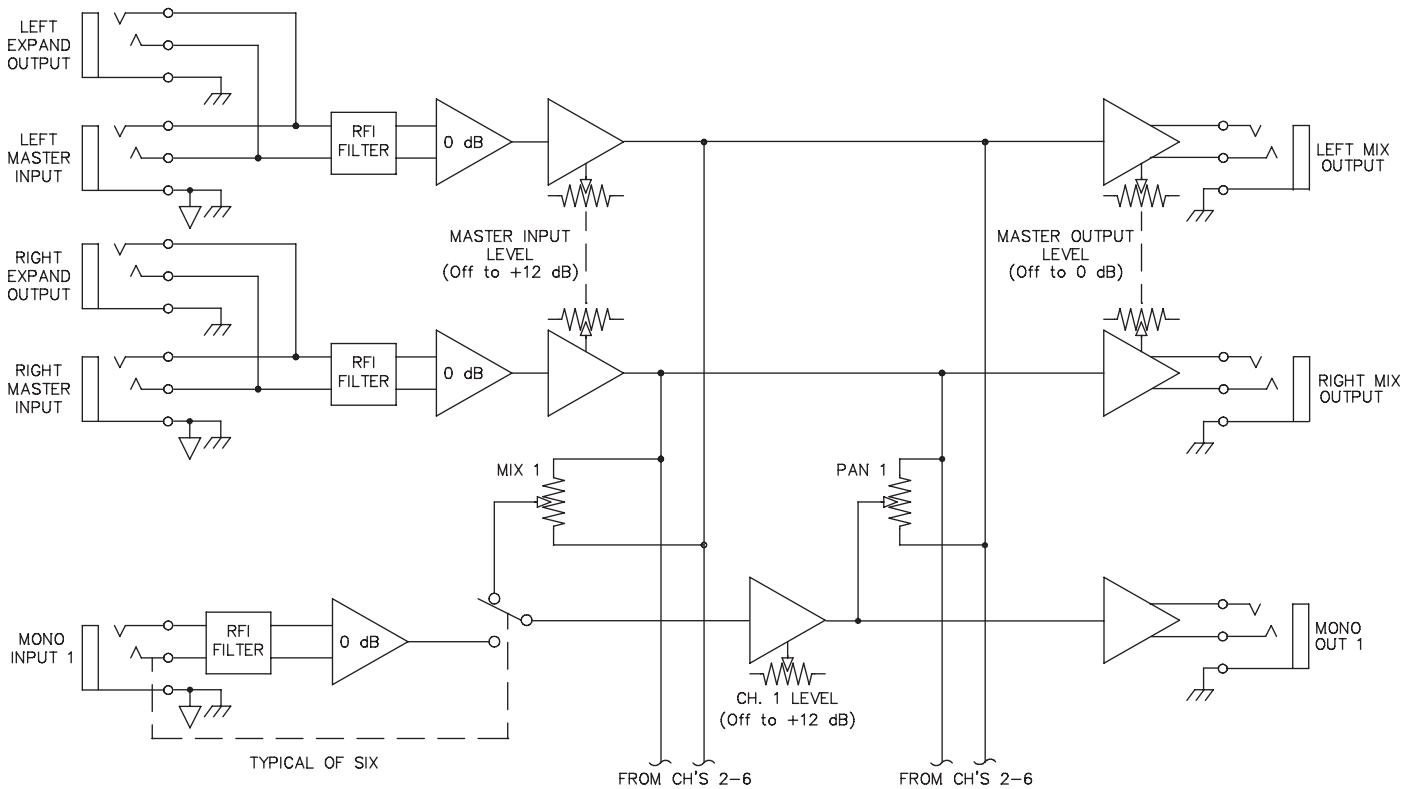 LEFT
EXPAND
OUTPUT
LEFT
MASTER
INPUT
RFI
FILTER
0 dB
LEFT MIX
OUTPUT
MASTER INPUT
LEVEL
(Off to +12 dB)
MASTER OUTPUT
LEVEL
(Off to 0 dB)
RIGHT
EXPAND
OUTPUT
RIGHT
MASTER
INPUT
RFI
FILTER
0 dB
RIGHT MIX
OUTPUT
MIX 1
PAN 1
MONO
INPUT 1
RFI
FILTER
0 dB
MONO
OUT 1
CH. 1 LEVEL
(Off to +12 dB)
TYPICAL OF SIX
FROM CH'S 2-6
FROM CH'S 2-6